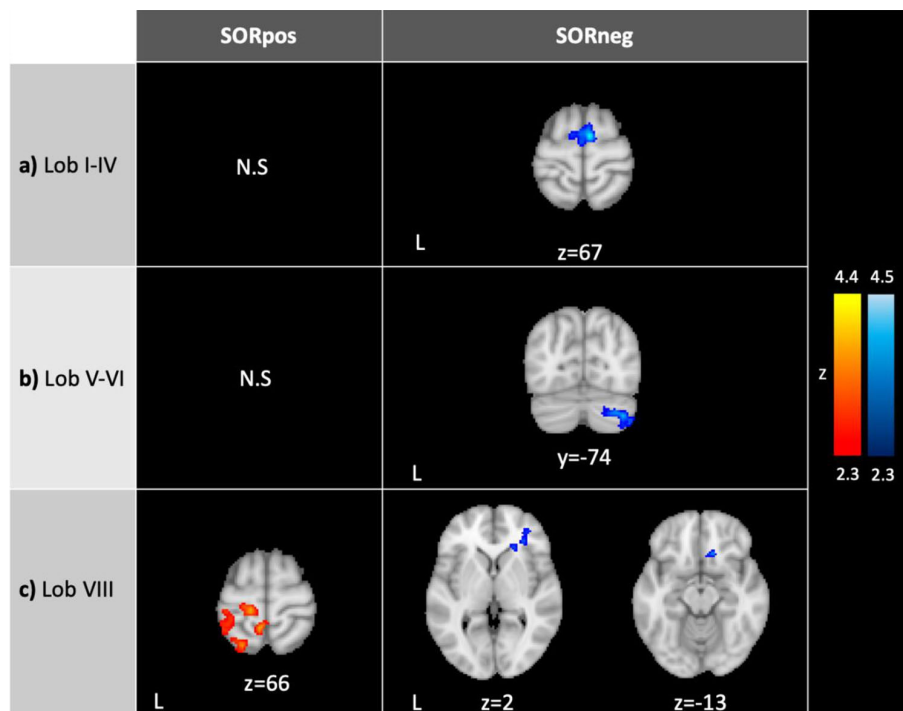 SORpos SORneg
a) Lob I-IV
N.S
L
z=67
b) Lob V-VI
N.S
L
y=-74
4.4 4.5
z
2.3 2.3
c) Lob VIII
L
z=66
L
z=2
z=-13